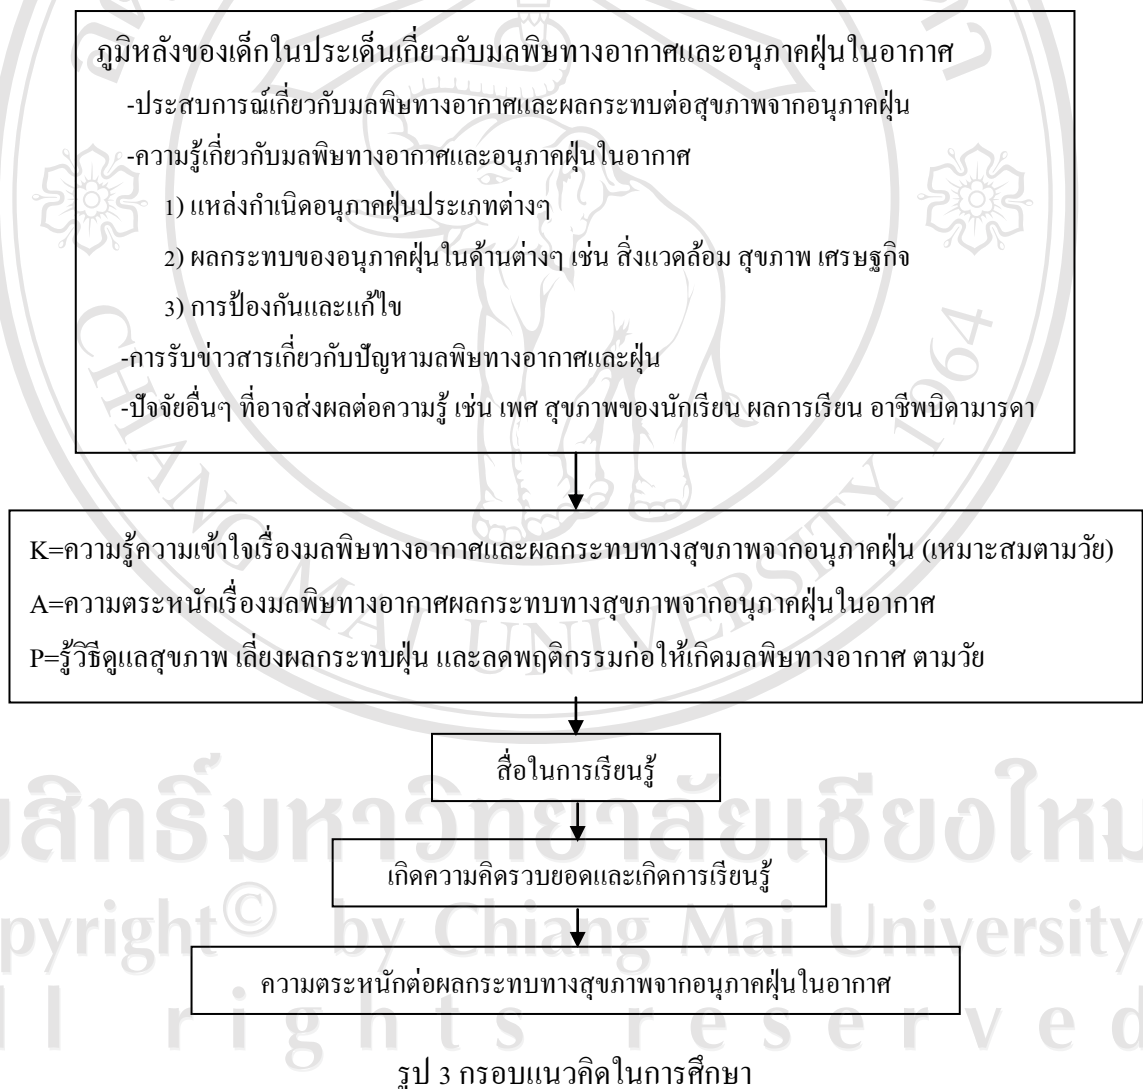 ภูมิหลังของเด็กในประเด็นเกี่ยวกับมลพิษทางอากาศและอนุภาคฝุ่นในอากาศ
-ประสบการณ์เกี่ยวกับมลพิษทางอากาศและผลกระทบต่อสุขภาพจากอนุภาคฝุ่น
-ความรู้เกี่ยวกับมลพิษทางอากาศและอนุภาคฝุ่นในอากาศ
1) แหล่งกำเนิดอนุภาคฝุ่นประเภทต่างๆ
2) ผลกระทบของอนุภาคฝุ่นในด้านต่างๆ เช่น สิ่งแวดล้อม สุขภาพ เศรษฐกิจ
3) การป้องกันและแก้ไข
-การรับข่าวสารเกี่ยวกับปัญหามลพิษทางอากาศและฝุ่น
-ปัจจัยอื่นๆ ที่อาจส่งผลต่อความรู้ เช่น เพศ สุขภาพของนักเรียน ผลการเรียน อาชีพบิดามารดา
K=ความรู้ความเข้าใจเรื่องมลพิษทางอากาศและผลกระทบทางสุขภาพจากอนุภาคฝุ่น (เหมาะสมตามวัย)
A=ความตระหนักเรื่องมลพิษทางอากาศผลกระทบทางสุขภาพจากอนุภาคฝุ่นในอากาศ
P=รู้วิธีดูแลสุขภาพ เลี่ยงผลกระทบฝุ่น และลดพฤติกรรมก่อให้เกิดมลพิษทางอากาศ ตามวัย
CHIANG MAI UNIVERSITY 1964
สื่อในการเรียนรู้
เกิดความคิดรวบยอดและเกิดการเรียนรู้
ความตระหนักต่อผลกระทบทางสุขภาพจากอนุภาคฝุ่นในอากาศ
สิทธิ์มหาวิทยาลัยเชียงใหม
pyright© by Chiang Mai University
ll rights reserved
รูป 3 กรอบแนวคิดในการศึกษา